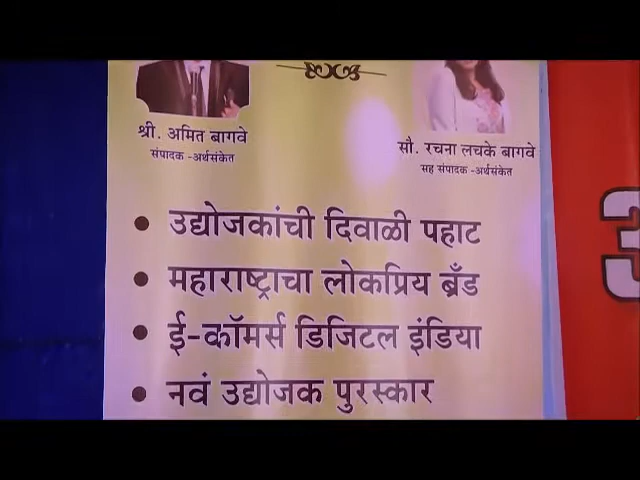 श्री. अमित बागवे
संपादक -अर्थसंकेत
सौ. रचना लचके बागवे
सह संपादक -अर्थसंकेत
• उद्योजकांची दिवाळी पहाट
• महाराष्ट्राचा लोकप्रिय ब्रँड
• ई-कॉमर्स डिजिटल इंडिया
• नवं उद्योजक पुरस्कार